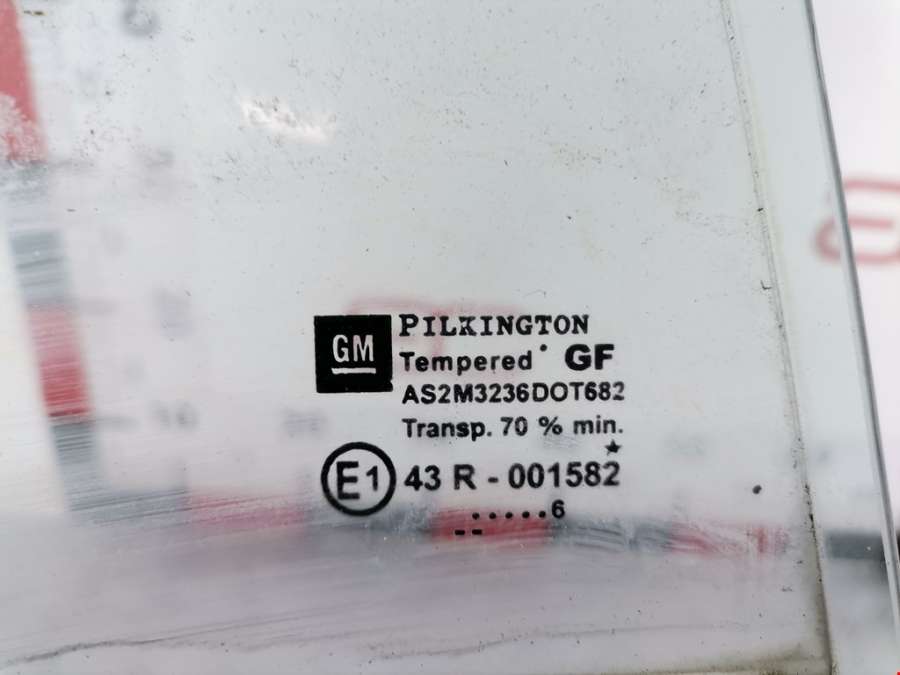 GM
PILKINGTON
Tempered GF
AS2M3236DOT682
Transp. 70 % min.
E1 43 R - 001582
.....6
--